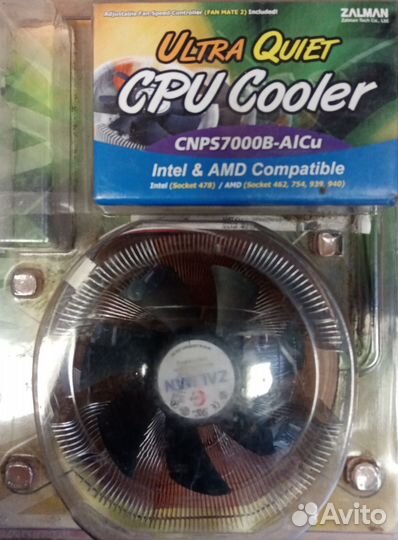 Adjustable Fan-Speed Controller (FAN MATE 2) Included!
ZALMAN
Zalman Tech Co., Ltd.
ULTRA QUIET
CPU Cooler
CNPS7000B-AlCu
Intel & AMD Compatible
Intel (Socket 478) / AMD (Socket 462, 754, 939, 940)
ZALMAN
Avito